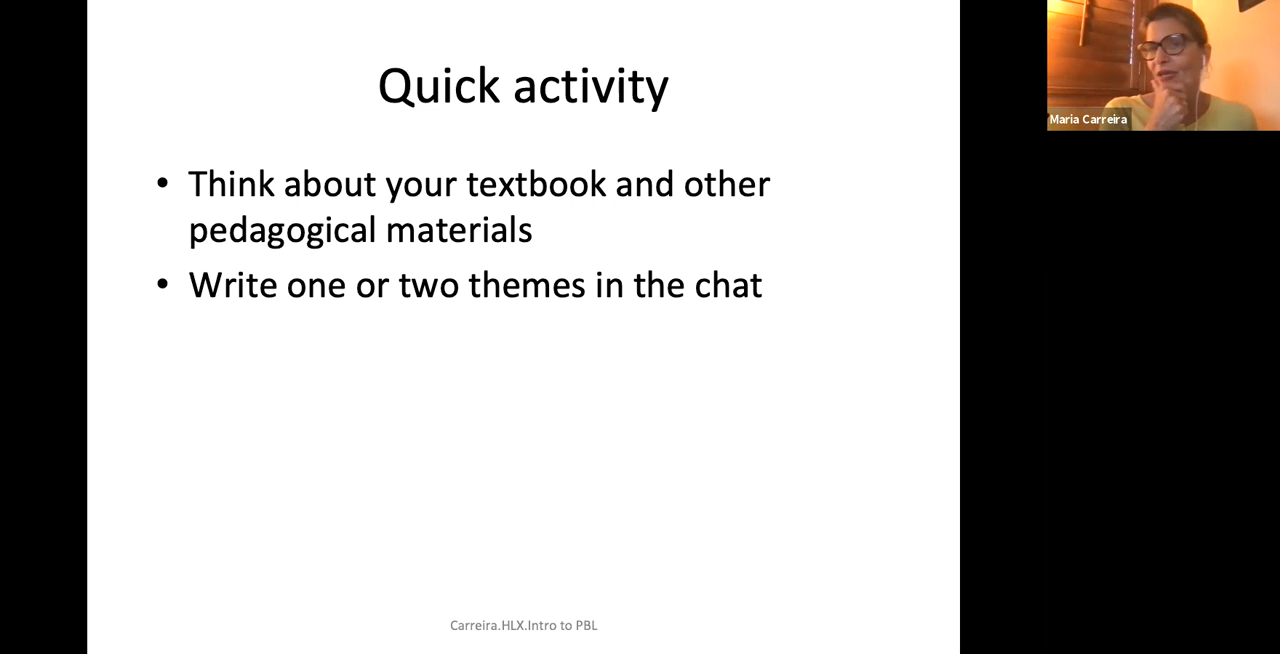 Quick activity
• Think about your textbook and other
pedagogical materials
• Write one or two themes in the chat
Carreira.HLX.Intro to PBL
Maria Carreira